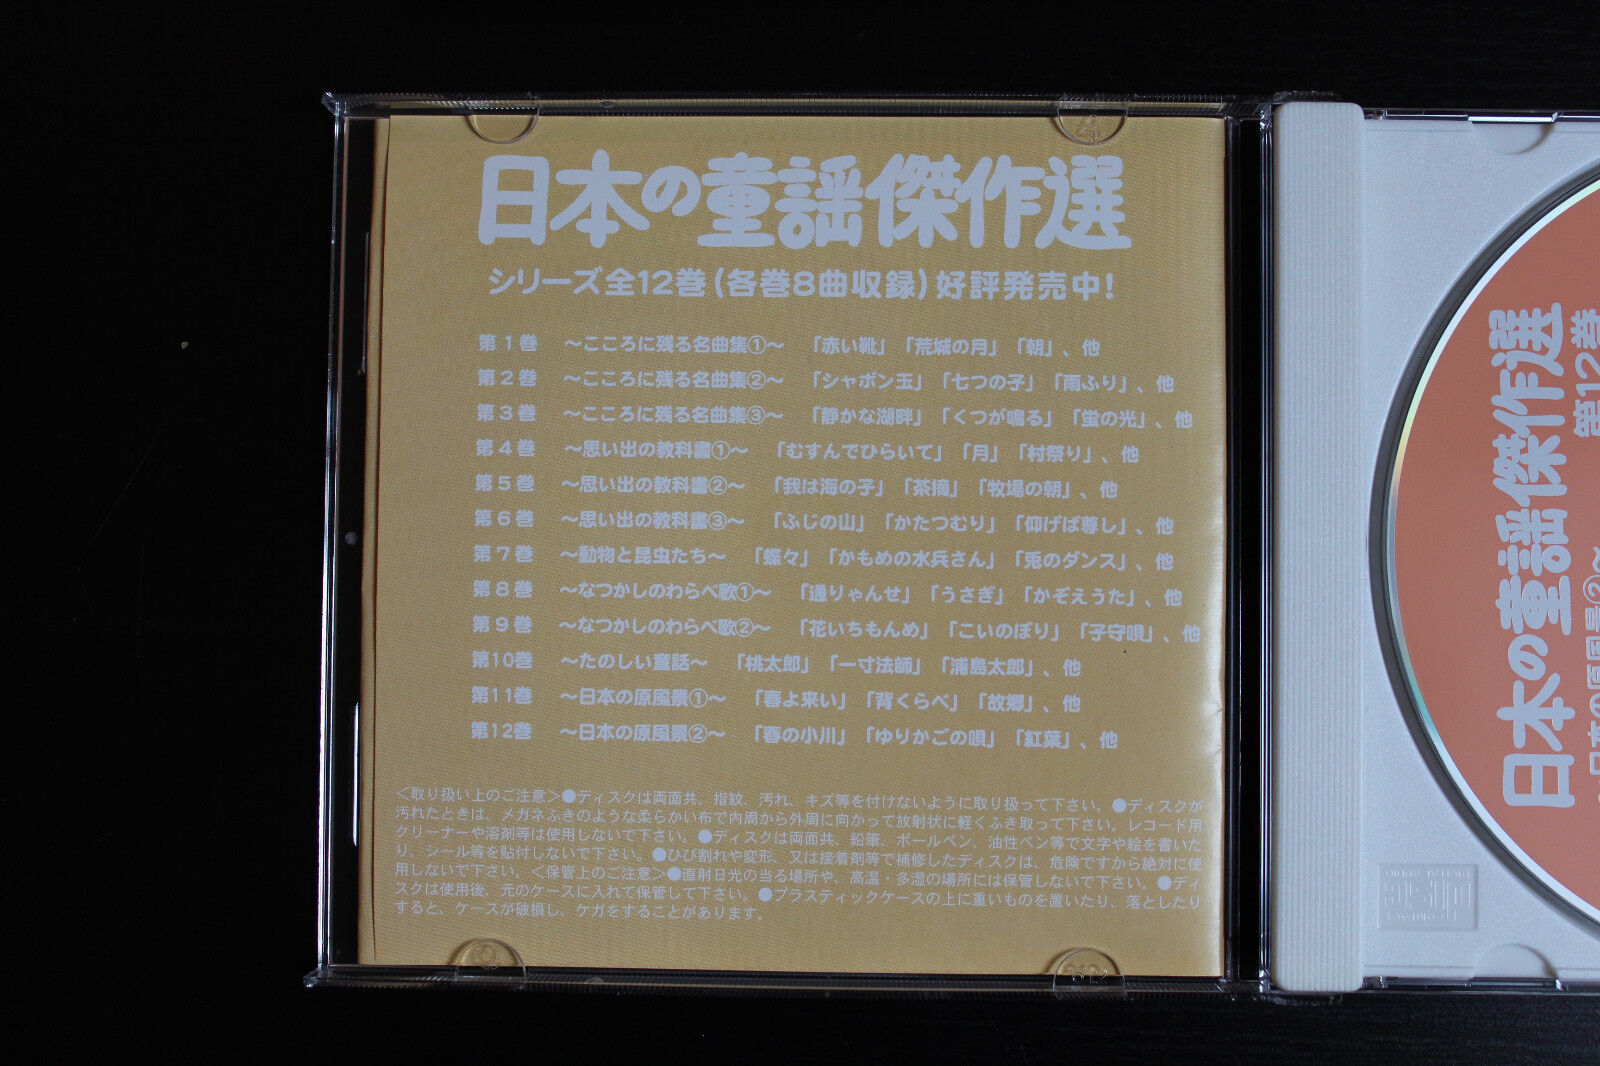 日本の童謡傑作選
シリーズ全12巻(各巻8曲収録)好評発売中!
第1巻 〜こころに残る名曲集①〜 「赤い靴」「荒城の月」「朝」、他
第2巻 〜こころに残る名曲集②〜 「シャボン玉」「七つの子」「雨ふり」、他
第3巻 〜こころに残る名曲集③〜 「静かな湖畔」「くつが鳴る」「蛍の光」、他
第4巻 〜思い出の教科書①〜 「むすんでひらいて」「月」「村祭り」、他
第5巻 〜思い出の教科書②〜 「我は海の子」「茶摘」「牧場の朝」、他
第6巻 〜思い出の教科書③〜 「ふじの山」「かたつむり」「仰げば尊し」、他
第7巻 〜動物と昆虫たち〜 「蝶々」「かもめの水兵さん」「兎のダンス」、他
第8巻 〜なつかしのわらべ歌①〜 「通りゃんせ」「うさぎ」「かぞえうた」、他
第9巻 〜なつかしのわらべ歌②〜 「花いちもんめ」「こいのぼり」「子守唄」、他
第10巻 〜たのしい童話〜 「桃太郎」「一寸法師」「浦島太郎」、他
第11巻 〜日本の原風景①〜 「春よ来い」「背くらべ」「故郷」、他
第12巻 〜日本の原風景②〜 「春の小川」「ゆりかごの唄」「紅葉」、他
<取り扱い上のご注意>●ディスクは両面共、指紋、汚れ、キズ等を付けないように取り扱って下さい。●ディスクが
汚れたときは、メガネふきのような柔らかい布で内周から外周に向かって放射状に軽くふき取って下さい。レコード用
クリーナーや溶剤等は使用しないで下さい。●ディスクは両面共、鉛筆、ボールペン、油性ペン等で文字や絵を書いた
り、シール等を貼付しないで下さい。●ひび割れや変形、又は接着剤等で補修したディスクは、危険ですから絶対に使
用しないで下さい。<保管上のご注意>●直射日光の当る場所や、高温・多湿の場所には保管しないで下さい。●ディ
スクは使用後、元のケースに入れて保管して下さい。●プラスティックケースの上に重いものを置いたり、落としたり
すると、ケースが破損し、ケガをすることがあります。
日本の童謡傑作選
第12巻
日本の原風景②〜